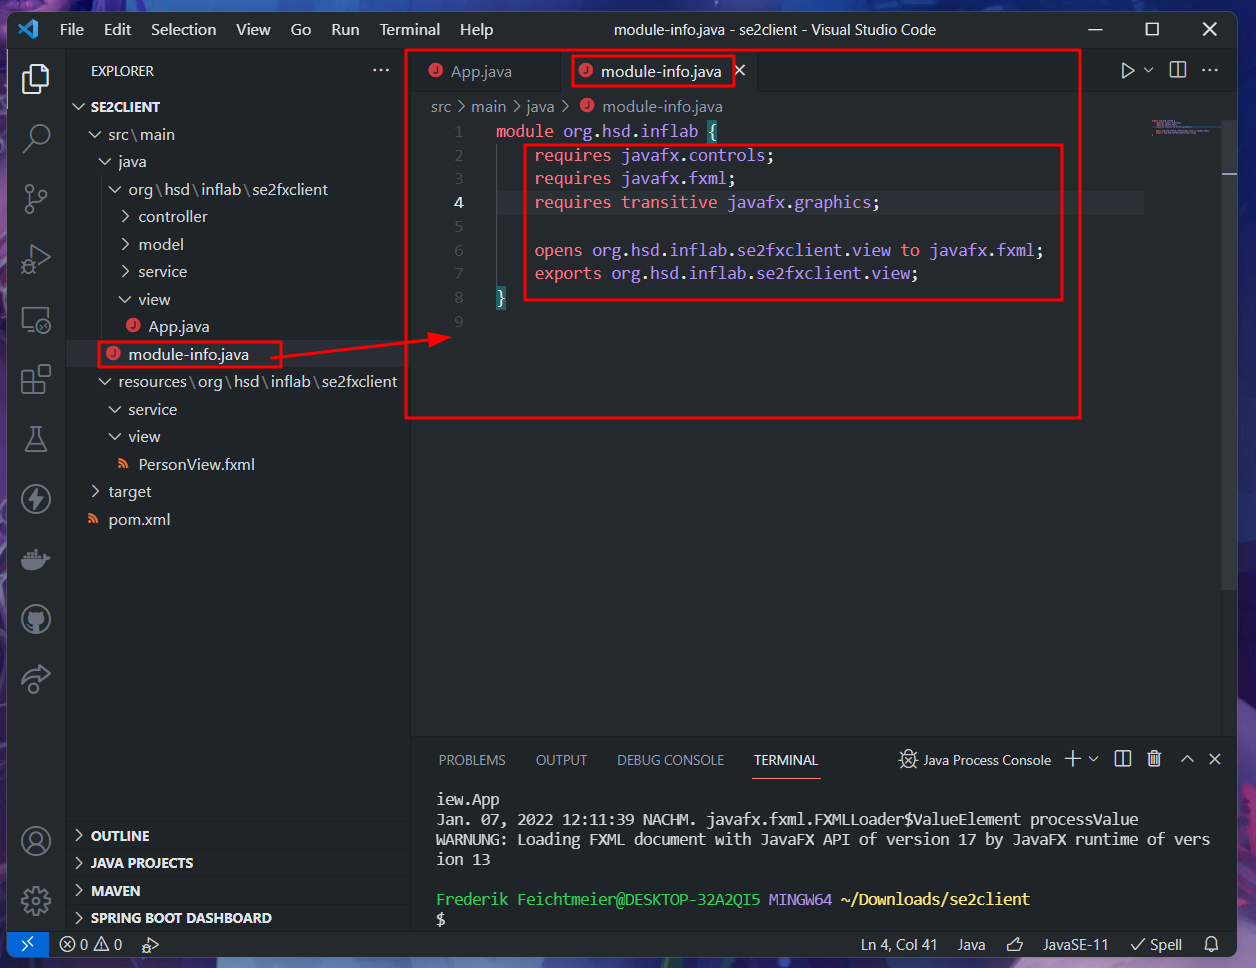 File Edit Selection View Go Run Terminal Help
module-info.java - se2client - Visual Studio Code
EXPLORER
SE2CLIENT
src\main
java
org\hsd\inflab\se2fxclient
controller
model
service
view
App.java
module-info.java
resources\org\hsd\inflab\se2fxclient
service
view
PersonView.fxml
target
pom.xml
OUTLINE
JAVA PROJECTS
MAVEN
SPRING BOOT DASHBOARD
App.java module-info.java
src > main > java > module-info.java
1 module org.hsd.inflab {
2 requires javafx.controls;
3 requires javafx.fxml;
4 requires transitive javafx.graphics;
5
6 opens org.hsd.inflab.se2fxclient.view to javafx.fxml;
7 exports org.hsd.inflab.se2fxclient.view;
8 }
9
PROBLEMS OUTPUT DEBUG CONSOLE TERMINAL Java Process Console
iew.App
Jan. 07, 2022 12:11:39 NACHM. javafx.fxml.FXMLLoader$ValueElement processValue
WARNUNG: Loading FXML document with JavaFX API of version 17 by JavaFX runtime of vers
ion 13
Frederik Feichtmeier@DESKTOP-32A2QI5 MINGW64 ~/Downloads/se2client
$
0 0 Ln 4, Col 41 Java JavaSE-11 Spell